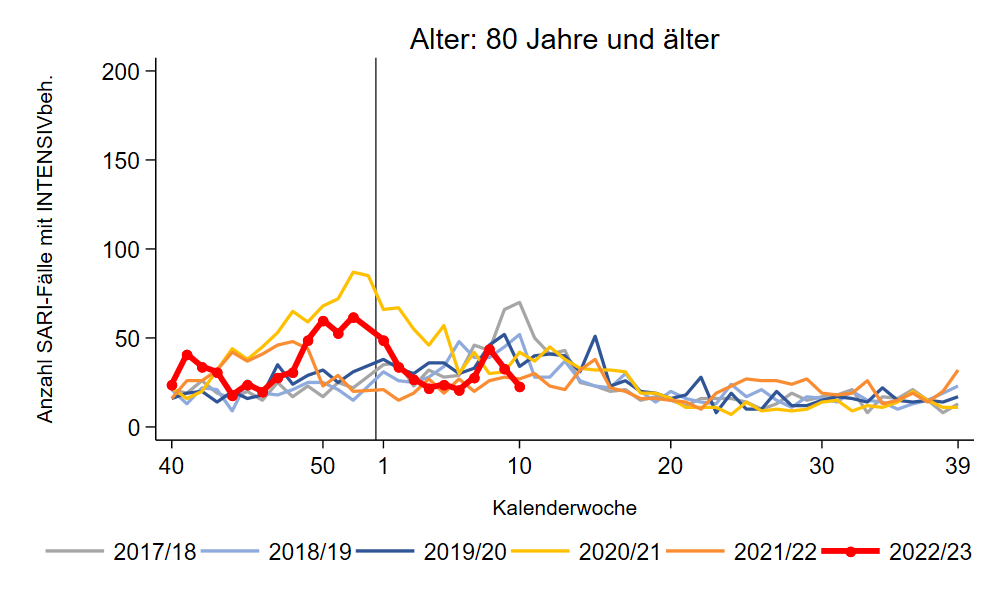 Alter: 80 Jahre und älter
Anzahl SARI-Fälle mit INTENSIVbeh.
200
150
100
50
0
40 50 1 10 20 30 39
Kalenderwoche
2017/18 2018/19 2019/20 2020/21 2021/22 2022/23